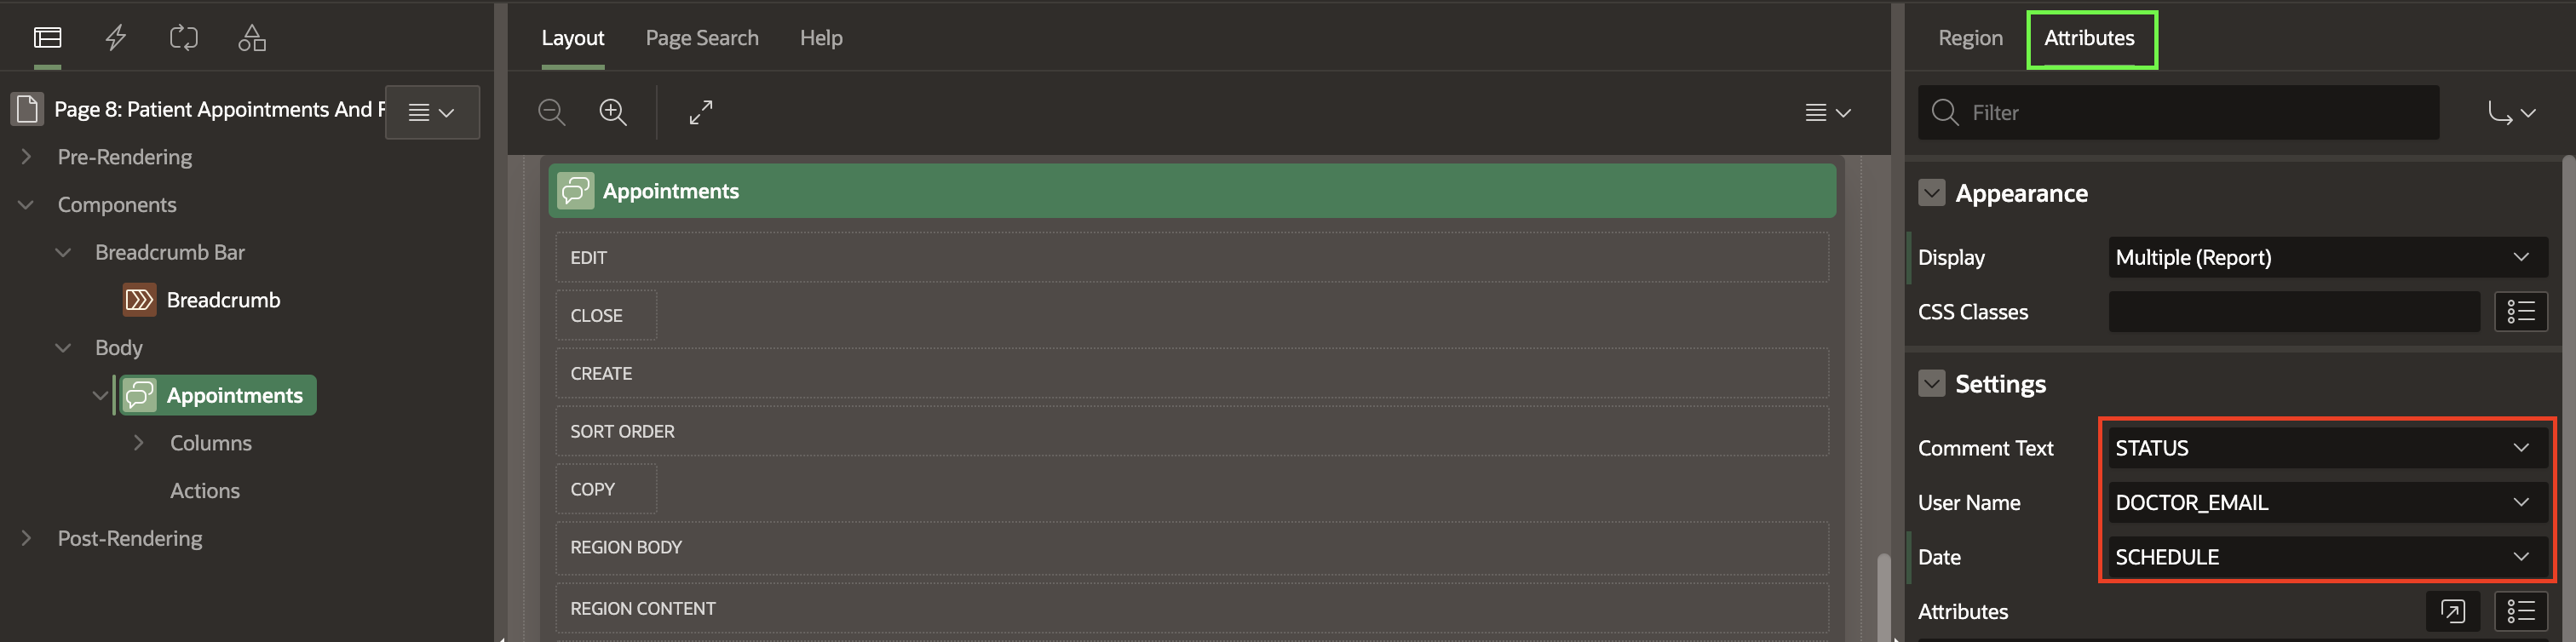 Page 8: Patient Appointments And
Pre-Rendering
Components
Breadcrumb Bar
Breadcrumb
Body
Appointments
Columns
Actions
Post-Rendering
Layout Page Search Help
Appointments
EDIT
CLOSE
CREATE
SORT ORDER
COPY
REGION BODY
REGION CONTENT
Region Attributes
Filter
Appearance
Display Multiple (Report)
CSS Classes
Settings
Comment Text STATUS
User Name DOCTOR_EMAIL
Date SCHEDULE
Attributes